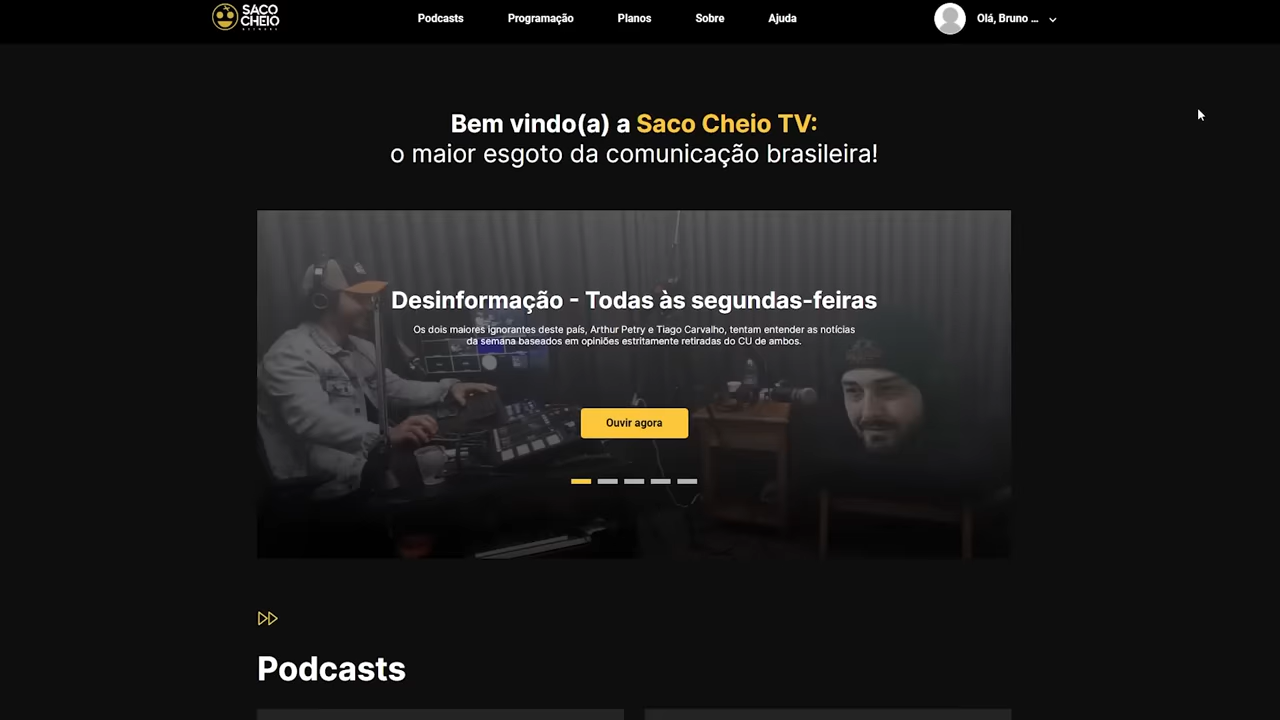 SACO
CHEIO
Podcasts
Programação
Planos
Sobre
Ajuda
Olá, Bruno ...
Bem vindo(a) a Saco Cheio TV:
o maior esgoto da comunicação brasileira!
Desinformação - Todas às segundas-feiras
Os dois maiores ignorantes deste país, Arthur Petry e Tiago Carvalho, tentam entender as notícias
da semana baseados em opiniões estritamente retiradas do CU de ambos.
Ouvir agora
Podcasts